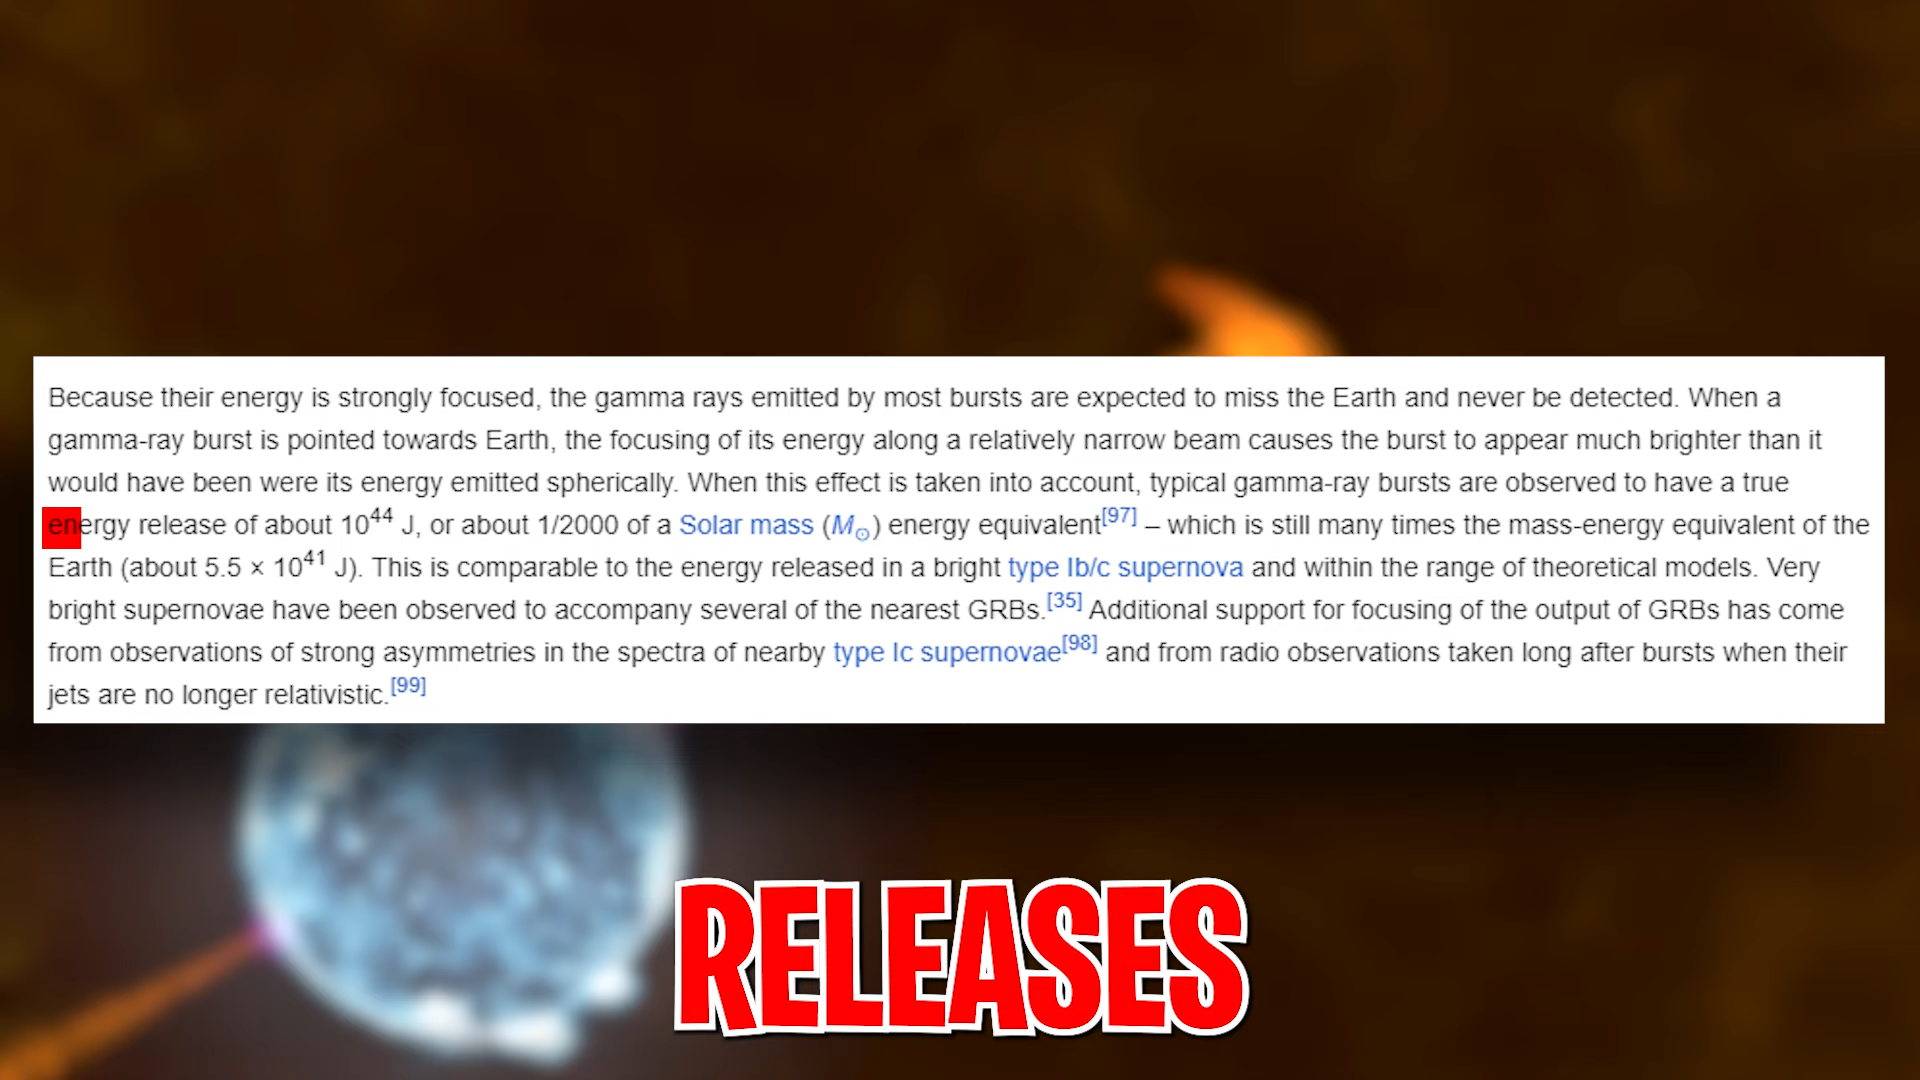 Because their energy is strongly focused, the gamma rays emitted by most bursts are expected to miss the Earth and never be detected. When a
gamma-ray burst is pointed towards Earth, the focusing of its energy along a relatively narrow beam causes the burst to appear much brighter than it
would have been were its energy emitted spherically. When this effect is taken into account, typical gamma-ray bursts are observed to have a true
energy release of about 10⁴⁴ J, or about 1/2000 of a Solar mass (M☉) energy equivalent[97] – which is still many times the mass-energy equivalent of the
Earth (about 5.5 × 10⁴¹ J). This is comparable to the energy released in a bright type Ib/c supernova and within the range of theoretical models. Very
bright supernovae have been observed to accompany several of the nearest GRBs.[35] Additional support for focusing of the output of GRBs has come
from observations of strong asymmetries in the spectra of nearby type Ic supernovae[98] and from radio observations taken long after bursts when their
jets are no longer relativistic.[99]
RELEASES